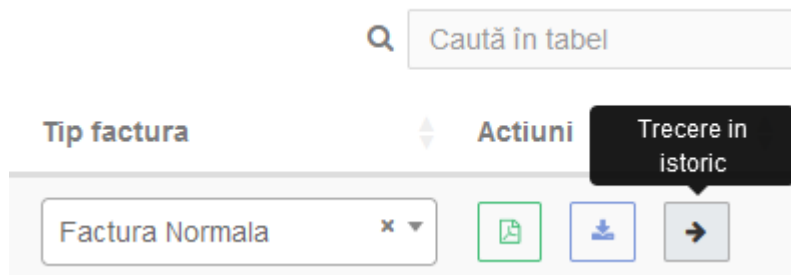 Caută în tabel
Tip factura
Actiuni
Trecere in
istoric
Factura Normala